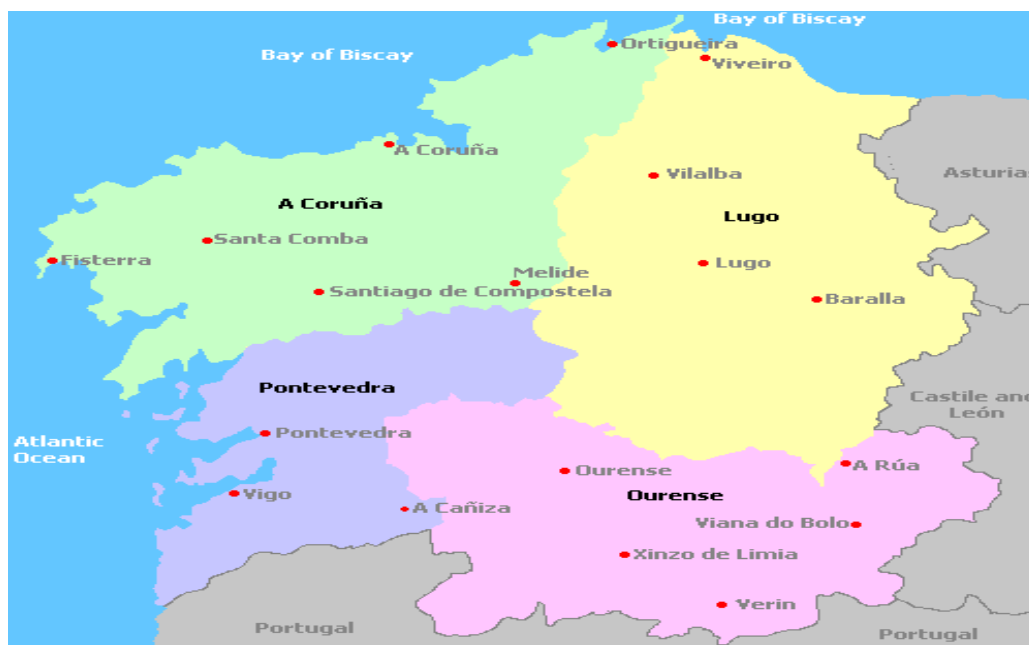 Bay of Biscay
Ortigueira
Bay of Biscay
Viveiro
A Coruña
Vilalba
Asturias
A Coruña
Lugo
Santa Comba
Fisterra
Lugo
Melide
Santiago de Compostela
Baralla
Pontevedra
Castile and
León
Pontevedra
Atlantic
Ocean
A Rúa
Ourense
Vigo
Ourense
A Cañiza
Viana do Bolo
Xinzo de Limia
Verin
Portugal
Portugal